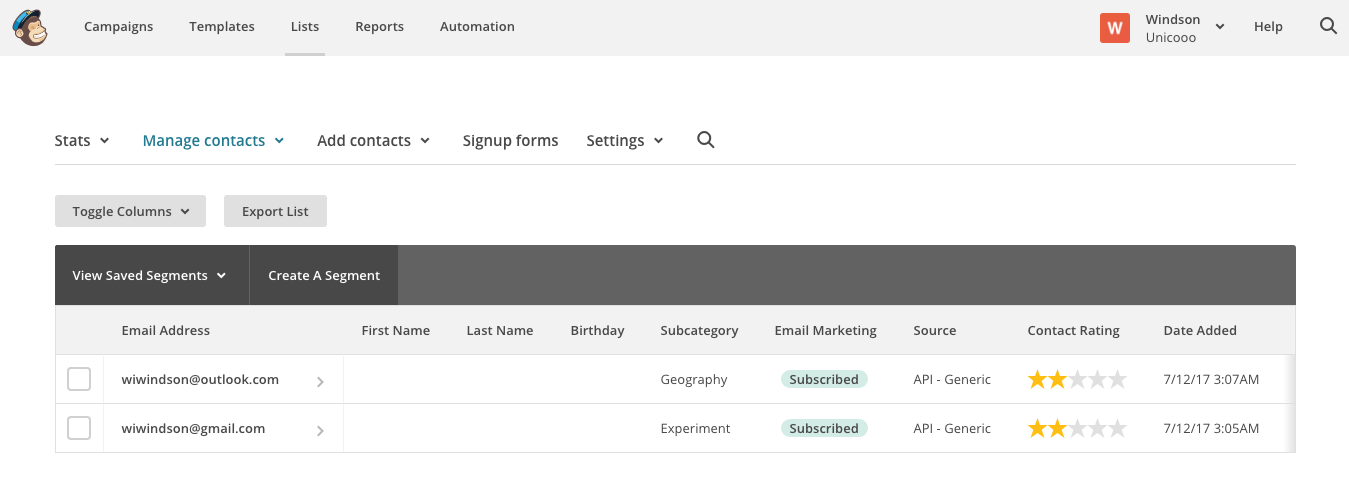 Campaigns Templates Lists Reports Automation W Windson Help
Unicooo
Stats Manage contacts Add contacts Signup forms Settings
Toggle Columns Export List
View Saved Segments Create A Segment
Email Address First Name Last Name Birthday Subcategory Email Marketing Source Contact Rating Date Added
wiwindson@outlook.com Geography Subscribed API - Generic 7/12/17 3:07AM
wiwindson@gmail.com Experiment Subscribed API - Generic 7/12/17 3:05AM